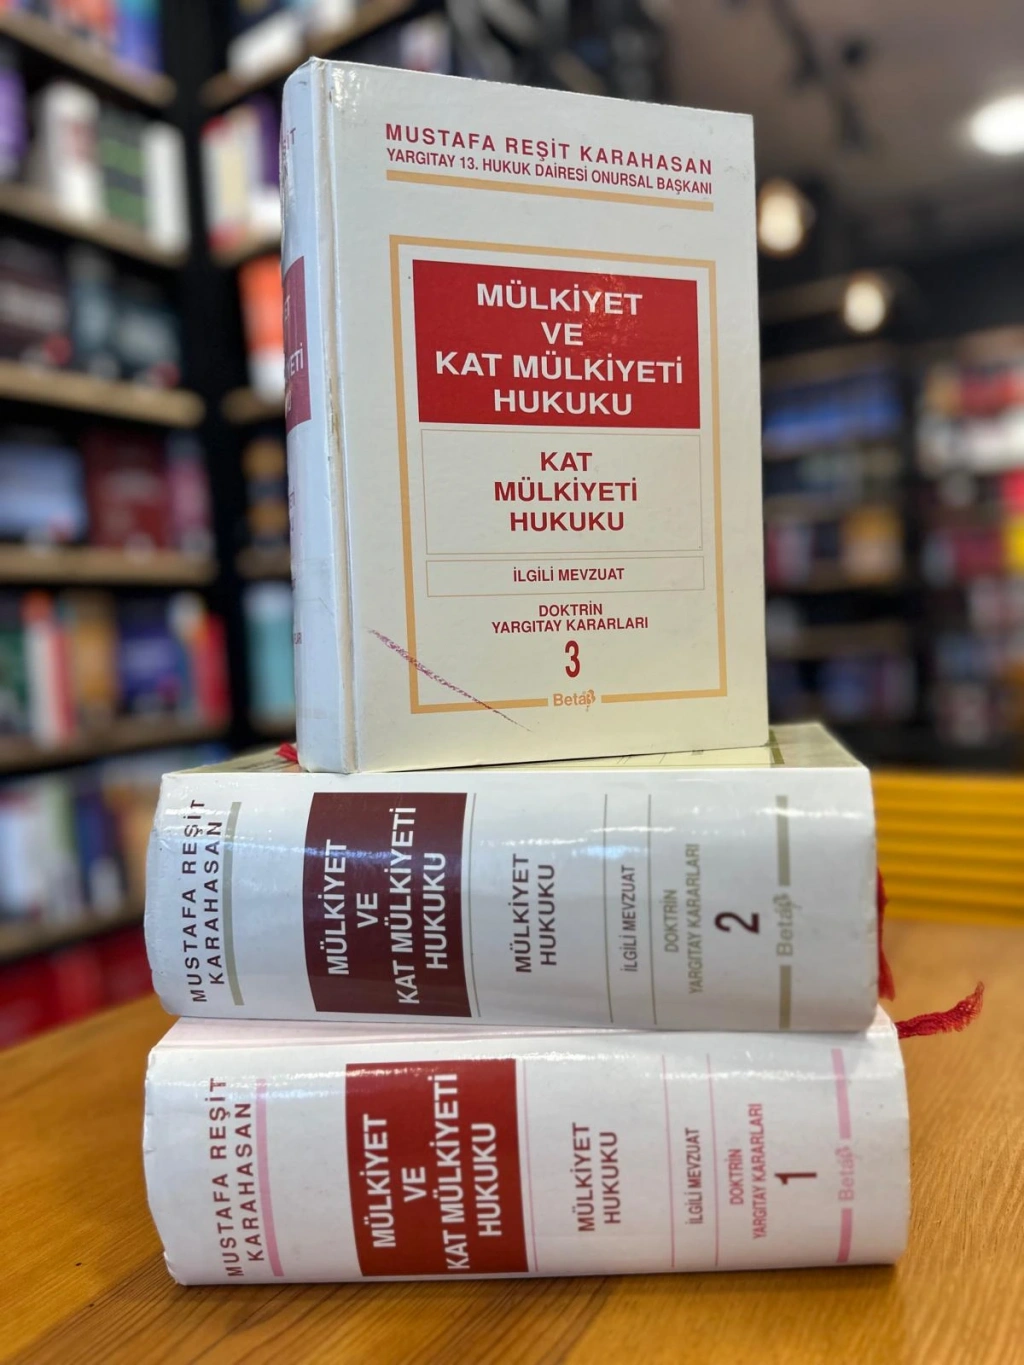 MUSTAFA REŞİT KARAHASAN
YARGITAY 13. HUKUK DAİRESİ ONURSAL BAŞKANI
MÜLKİYET
VE
KAT MÜLKİYETİ
HUKUKU
KAT
MÜLKİYETİ
HUKUKU
İLGİLİ MEVZUAT
DOKTRİN
YARGITAY KARARLARI
3
Beta
MUSTAFA REŞİT
KARAHASAN
MÜLKİYET
VE
KAT MÜLKİYETİ
HUKUKU
MÜLKİYET
HUKUKU
İLGİLİ MEVZUAT
DOKTRİN
YARGITAY KARARLARI
2
Beta
MUSTAFA REŞİT
KARAHASAN
MÜLKİYET
VE
KAT MÜLKİYETİ
HUKUKU
MÜLKİYET
HUKUKU
İLGİLİ MEVZUAT
DOKTRİN
YARGITAY KARARLARI
1
Beta